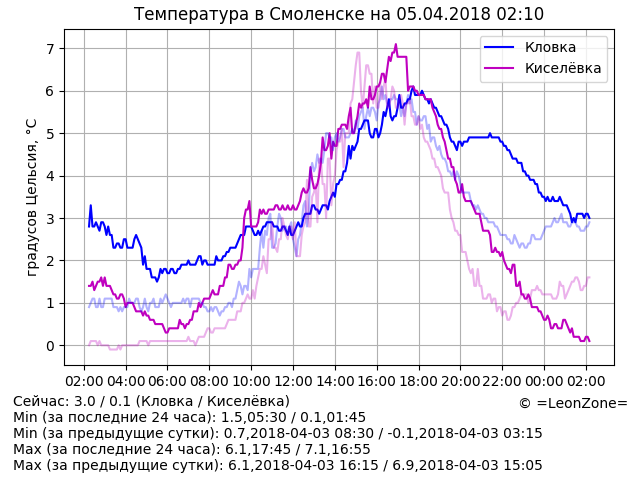 Температура в Смоленске на 05.04.2018 02:10
Кловка
Киселёвка
градусов Цельсия, °C
7
6
5
4
3
2
1
0
02:00 04:00 06:00 08:00 10:00 12:00 14:00 16:00 18:00 20:00 22:00 00:00 02:00
Сейчас: 3.0 / 0.1 (Кловка / Киселёвка)
© =LeonZone=
Min (за последние 24 часа): 1.5,05:30 / 0.1,01:45
Min (за предыдущие сутки): 0.7,2018-04-03 08:30 / -0.1,2018-04-03 03:15
Max (за последние 24 часа): 6.1,17:45 / 7.1,16:55
Max (за предыдущие сутки): 6.1,2018-04-03 16:15 / 6.9,2018-04-03 15:05